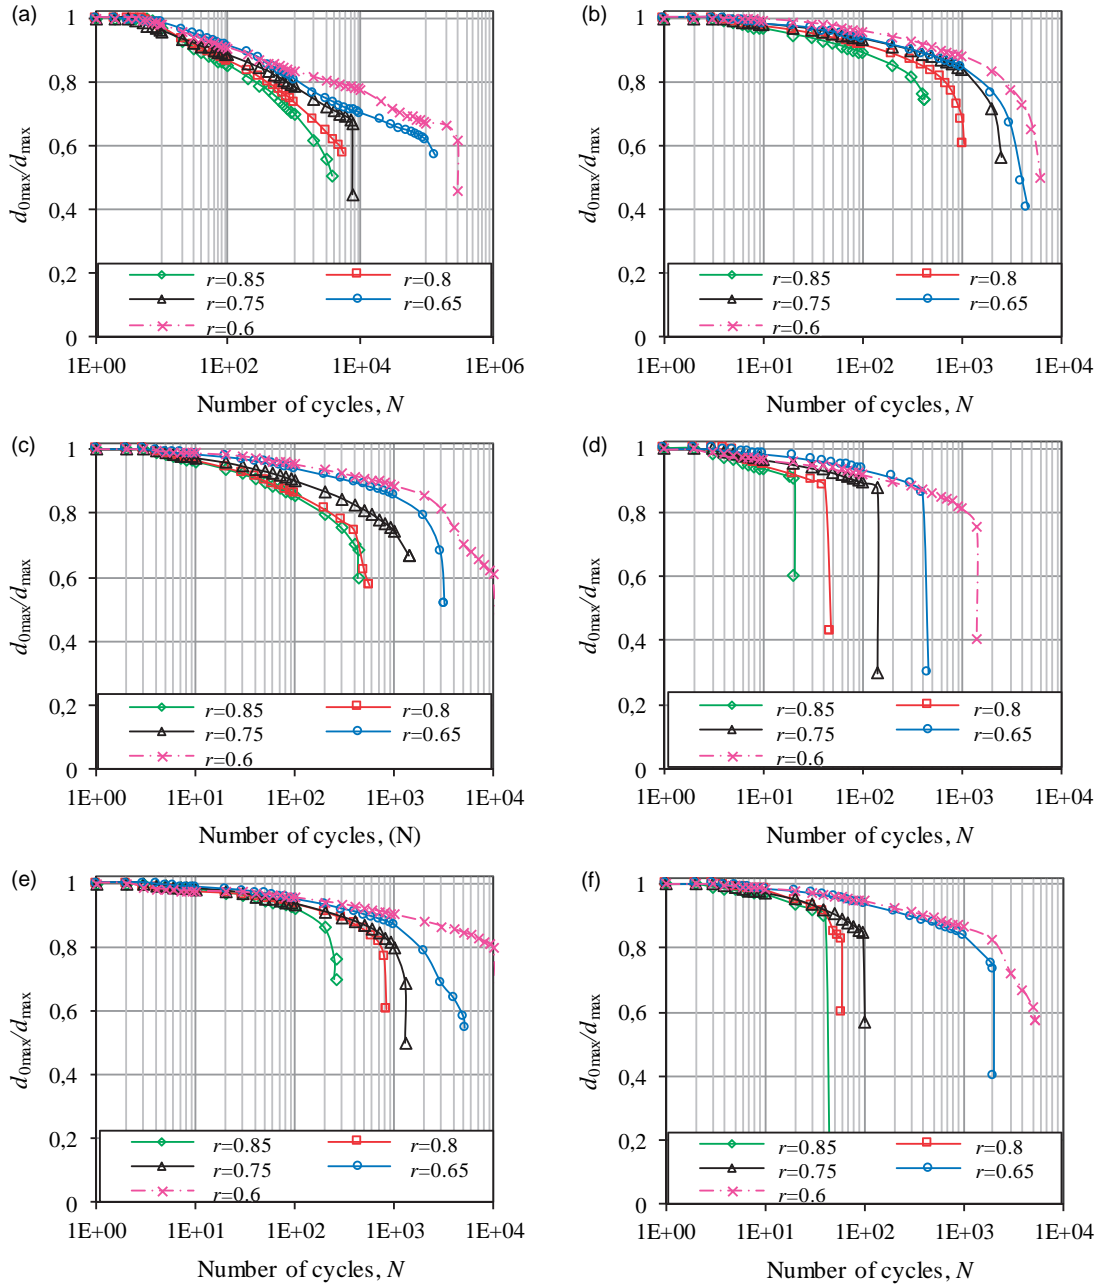 (a)
1
0,8
0,6
0,4
0,2
0
d0max/dmax
r=0.85
r=0.8
r=0.75
r=0.65
r=0.6
1E+00 1E+02 1E+04 1E+06
Number of cycles, N
(b)
1
0,8
0,6
0,4
0,2
0
d0max/dmax
r=0.85
r=0.8
r=0.75
r=0.65
r=0.6
1E+00 1E+01 1E+02 1E+03 1E+04
Number of cycles, N
(c)
1
0,8
0,6
0,4
0,2
0
d0max/dmax
r=0.85
r=0.8
r=0.75
r=0.65
r=0.6
1E+00 1E+01 1E+02 1E+03 1E+04
Number of cycles, (N)
(d)
1
0,8
0,6
0,4
0,2
0
d0max/dmax
r=0.85
r=0.8
r=0.75
r=0.65
r=0.6
1E+00 1E+01 1E+02 1E+03 1E+04
Number of cycles, N
(e)
1
0,8
0,6
0,4
0,2
0
d0max/dmax
r=0.85
r=0.8
r=0.75
r=0.65
r=0.6
1E+00 1E+01 1E+02 1E+03 1E+04
Number of cycles, N
(f)
1
0,8
0,6
0,4
0,2
0
d0max/dmax
r=0.85
r=0.8
r=0.75
r=0.65
r=0.6
1E+00 1E+01 1E+02 1E+03 1E+04
Number of cycles, N